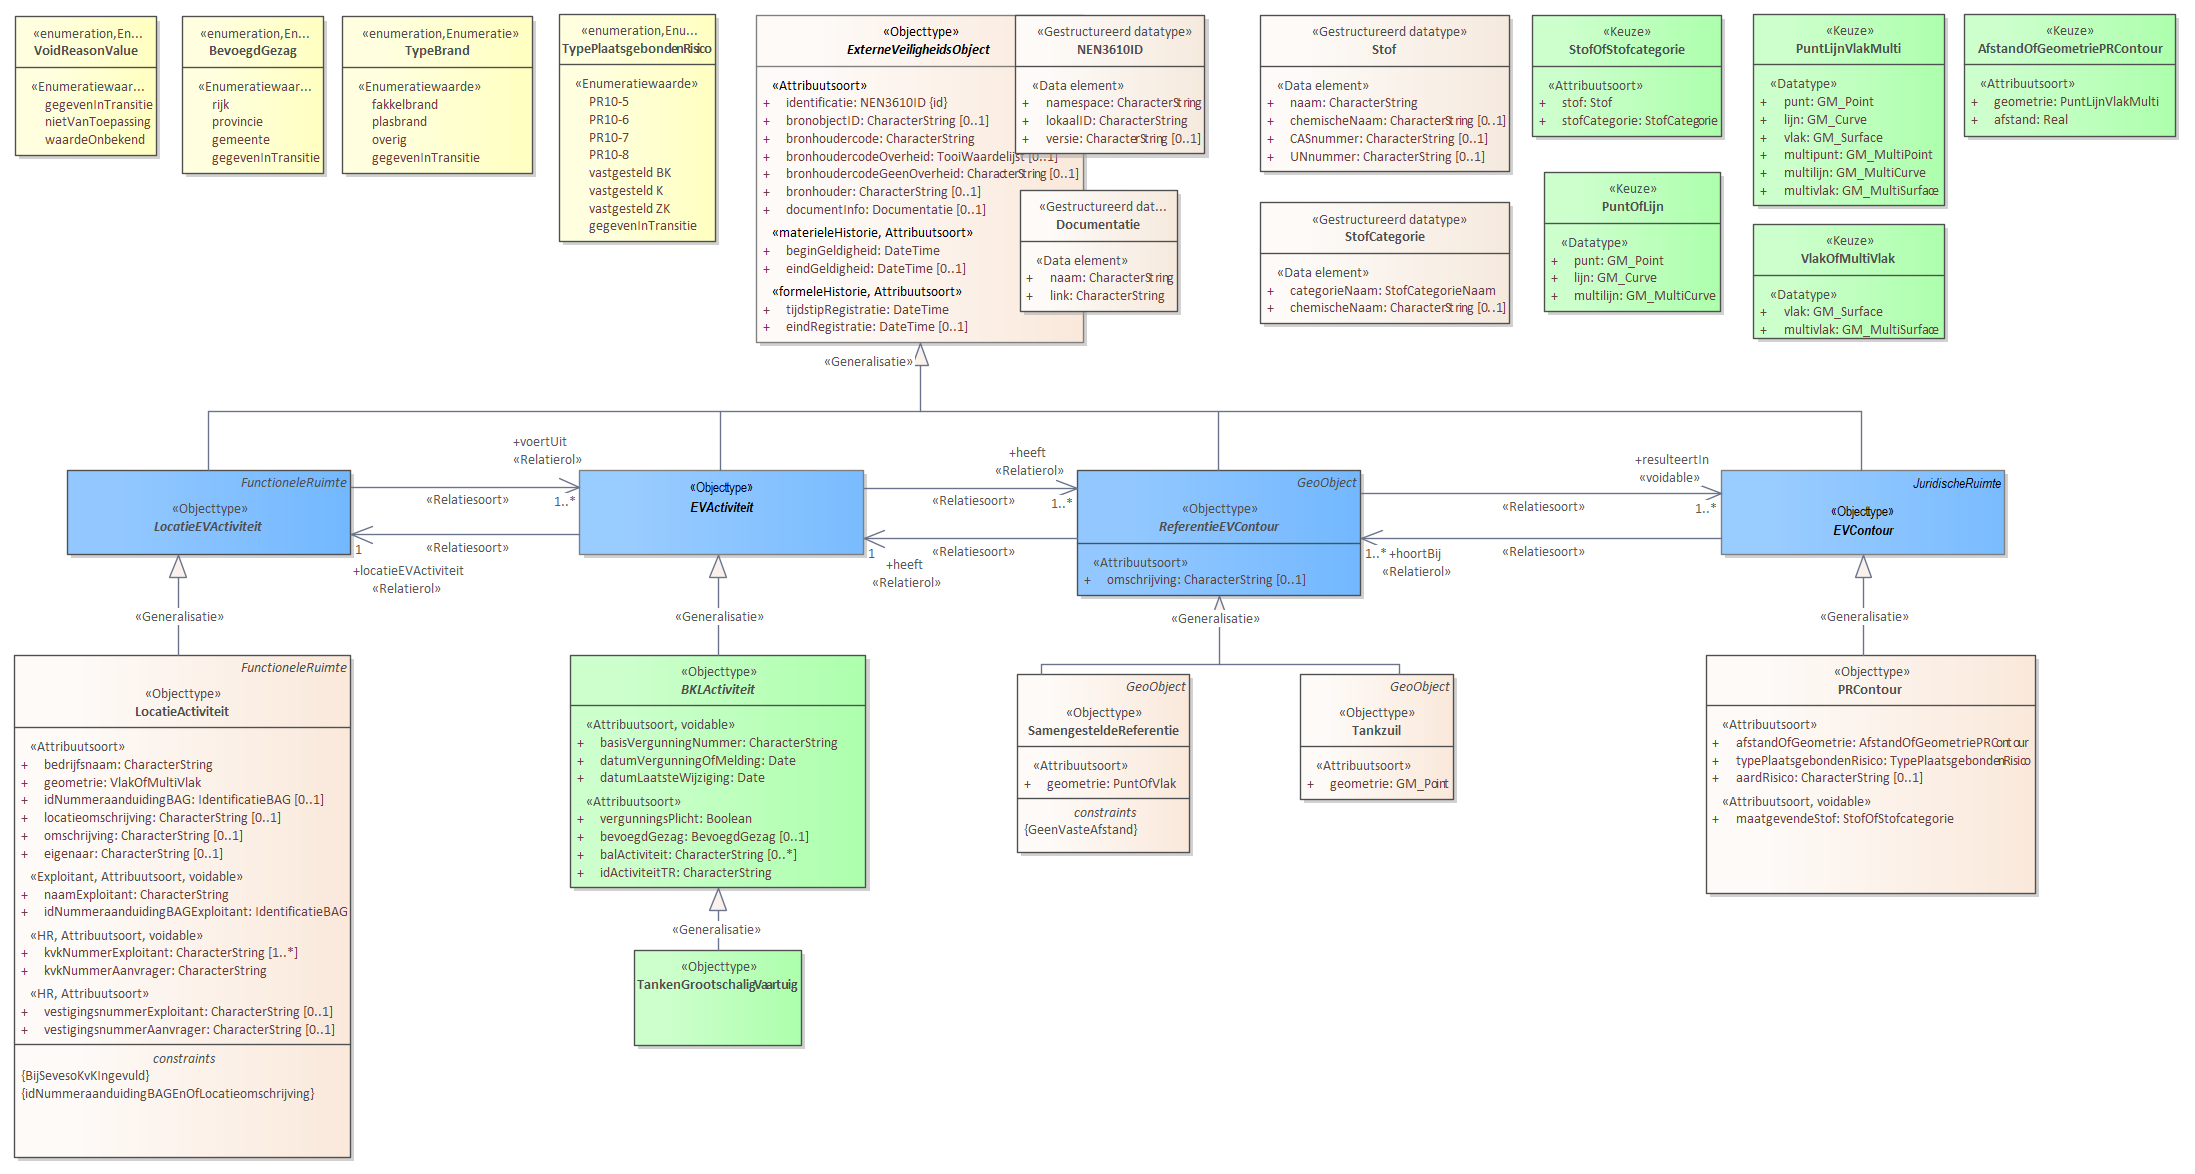 «enumeration,En...
VoidReasonValue
«Enumeratiewaar...
gegevenInTransitie
nietVanToepassing
waardeOnbekend
«enumeration,En...
BevoegdGezag
«Enumeratiewaar...
rijk
provincie
gemeente
gegevenInTransitie
«enumeration,Enumeratie»
TypeBrand
«Enumeratiewaarde»
fakkelbrand
plasbrand
overig
gegevenInTransitie
«enumeration,Enu...
TypePlaatsgebondenRisico
«Enumeratiewaarde»
PR10-5
PR10-6
PR10-7
PR10-8
vastgesteld BK
vastgesteld K
vastgesteld ZK
gegevenInTransitie
«Objecttype»
ExterneVeiligheidsObject
«Attribuutsoort»
+ identificatie: NEN3610ID {id}
+ bronobjectID: CharacterString [0..1]
+ bronhoudercode: CharacterString
+ bronhoudercodeOverheid: TooiWaardelijst [0..1]
+ bronhoudercodeGeenOverheid: CharacterString [0..1]
+ bronhouder: CharacterString [0..1]
+ documentInfo: Documentatie [0..1]
«materieleHistorie, Attribuutsoort»
+ beginGeldigheid: DateTime
+ eindGeldigheid: DateTime [0..1]
«formeleHistorie, Attribuutsoort»
+ tijdstipRegistratie: DateTime
+ eindRegistratie: DateTime [0..1]
«Gestructureerd datatype»
NEN3610ID
«Data element»
+ namespace: CharacterString
+ lokaalID: CharacterString
+ versie: CharacterString [0..1]
«Gestructureerd dat...
Documentatie
«Data element»
+ naam: CharacterString
+ link: CharacterString
«Gestructureerd datatype»
Stof
«Data element»
+ naam: CharacterString
+ chemischeNaam: CharacterString [0..1]
+ CASnummer: CharacterString [0..1]
+ UNnummer: CharacterString [0..1]
«Gestructureerd datatype»
StofCategorie
«Data element»
+ categorieNaam: StofCategorieNaam
+ chemischeNaam: CharacterString [0..1]
«Keuze»
StofOfStofcategorie
«Attribuutsoort»
+ stof: Stof
+ stofCategorie: StofCategorie
«Keuze»
PuntOfLijn
«Datatype»
+ punt: GM_Point
+ lijn: GM_Curve
+ multilijn: GM_MultiCurve
«Keuze»
PuntLijnVlakMulti
«Datatype»
+ punt: GM_Point
+ lijn: GM_Curve
+ vlak: GM_Surface
+ multipunt: GM_MultiPoint
+ multilijn: GM_MultiCurve
+ multivlak: GM_MultiSurface
«Keuze»
VlakOfMultiVlak
«Datatype»
+ vlak: GM_Surface
+ multivlak: GM_MultiSurface
«Keuze»
AfstandOfGeometriePRContour
«Attribuutsoort»
+ geometrie: PuntLijnVlakMulti
+ afstand: Real
«Generalisatie»
FunctioneleRuimte
«Objecttype»
LocatieEVActiviteit
+voertUit
«Relatierol»
«Relatiesoort»
1..*
«Relatiesoort»
1
+locatieEVActiviteit
«Relatierol»
«Objecttype»
EVActiviteit
+heeft
«Relatierol»
«Relatiesoort»
1..*
«Relatiesoort»
1
+heeft
«Relatierol»
GeoObject
«Objecttype»
ReferentieEVContour
«Attribuutsoort»
+ omschrijving: CharacterString [0..1]
+resulteertIn
«voidable»
«Relatiesoort»
1..*
«Relatiesoort»
1..* +hoortBij
«Relatierol»
JuridischeRuimte
«Objecttype»
EVContour
«Generalisatie»
«Generalisatie»
«Generalisatie»
«Generalisatie»
FunctioneleRuimte
«Objecttype»
LocatieActiviteit
«Attribuutsoort»
+ bedrijfsnaam: CharacterString
+ geometrie: VlakOfMultiVlak
+ idNummeraanduidingBAG: IdentificatieBAG [0..1]
+ locatieomschrijving: CharacterString [0..1]
+ omschrijving: CharacterString [0..1]
+ eigenaar: CharacterString [0..1]
«Exploitant, Attribuutsoort, voidable»
+ naamExploitant: CharacterString
+ idNummeraanduidingBAGExploitant: IdentificatieBAG
«HR, Attribuutsoort, voidable»
+ kvkNummerExploitant: CharacterString [1..*]
+ kvkNummerAanvrager: CharacterString
«HR, Attribuutsoort»
+ vestigingsnummerExploitant: CharacterString [0..1]
+ vestigingsnummerAanvrager: CharacterString [0..1]
constraints
{BijSevesoKvKIngevuld}
{idNummeraanduidingBAGEnOfLocatieomschrijving}
«Objecttype»
BKLActiviteit
«Attribuutsoort, voidable»
+ basisVergunningNummer: CharacterString
+ datumVergunningOfMelding: Date
+ datumLaatsteWijziging: Date
«Attribuutsoort»
+ vergunningsPlicht: Boolean
+ bevoegdGezag: BevoegdGezag [0..1]
+ balActiviteit: CharacterString [0..*]
+ idActiviteitTR: CharacterString
«Generalisatie»
«Objecttype»
TankenGrootschaligVaartuig
GeoObject
«Objecttype»
SamengesteldeReferentie
«Attribuutsoort»
+ geometrie: PuntOfVlak
constraints
{GeenVasteAfstand}
GeoObject
«Objecttype»
Tankzuil
«Attribuutsoort»
+ geometrie: GM_Point
«Objecttype»
PRContour
«Attribuutsoort»
+ afstandOfGeometrie: AfstandOfGeometriePRContour
+ typePlaatsgebondenRisico: TypePlaatsgebondenRisico
+ aardRisico: CharacterString [0..1]
«Attribuutsoort, voidable»
+ maatgevendeStof: StofOfStofcategorie